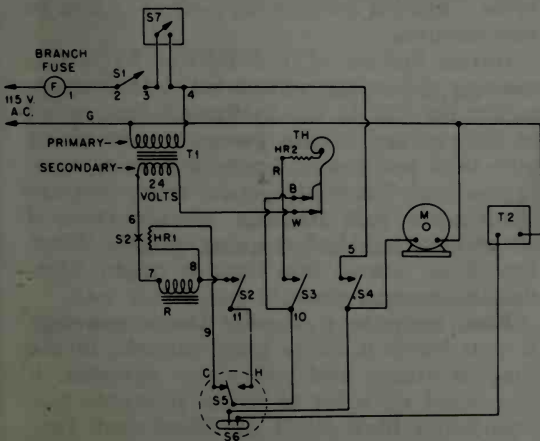 S7
BRANCH
FUSE
F
1
S1
2
3
4
115 V.
A.C.
G
PRIMARY
T1
SECONDARY
24
VOLTS
TH
HR2
R
B
W
6
S2
HR1
7
8
R
S2
11
S3
10
5
S4
M
O
T2
9
C
H
S5
S6